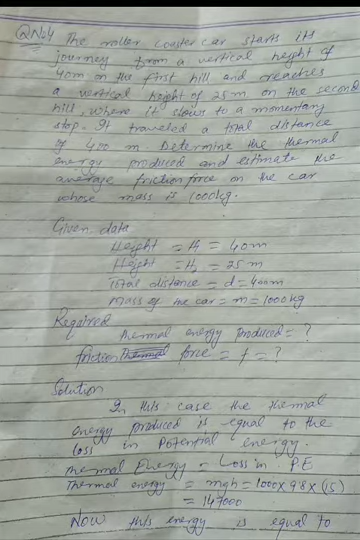 QNo4 The roller coaster car starts its
journey from a vertical height of
40m on the first hill and reaches
a vertical height of 25m on the second
hill, where it slows to a momentary
stop. It traveled a total distance
of 400 m Determine the thermal
energy produced and estimate the
average friction force on the car
whose mass is 1000kg.
Given data
Height = H = 40m
Height = H₂ = 25 m
Total distance = d = 400m
Mass of the car = m = 1000kg
Required
Thermal energy produced = ?
friction force = f = ?
Solution
In this case the thermal
energy produced is equal to the
loss in Potential energy.
Thermal Energy = Loss in P.E
Thermal energy = mgh = 1000×9.8×(15)
= 147000
Now this energy is equal to